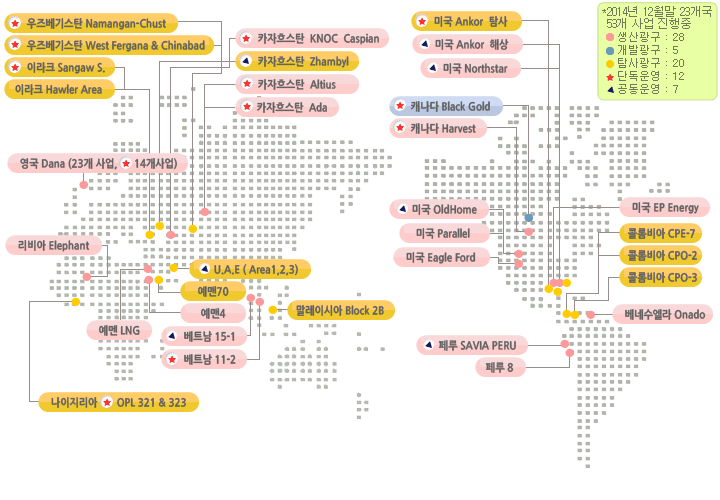 *2014년 12월말 23개국
53개 사업 진행중
생산광구 : 28
개발광구 : 5
탐사광구 : 20
단독운영 : 12
공동운영 : 7
우즈베기스탄 Namangan-Chust
우즈베기스탄 West Fergana & Chinabad
이라크 Sangaw S,
이라크 Hawler Area
카자흐스탄 KNOC Caspian
카자흐스탄 Zhambyl
카자흐스탄 Altius
카자흐스탄 Ada
영국 Dana (23개 사업, 14개사업)
리비아 Elephant
U.A.E ( Area1,2,3)
예멘70
예멘4
예멘 LNG
말레이시아 Block 2B
베트남 15-1
베트남 11-2
나이지리아 OPL 321 & 323
미국 Ankor 탐사
미국 Ankor 해상
미국 Northstar
캐나다 Black Gold
캐나다 Harvest
미국 OldHome
미국 Parallel
미국 Eagle Ford
미국 EP Energy
콜롬비아 CPE-7
콜롬비아 CPO-2
콜롬비아 CPO-3
베네수엘라 Onado
페루 SAVIA PERU
페루 8